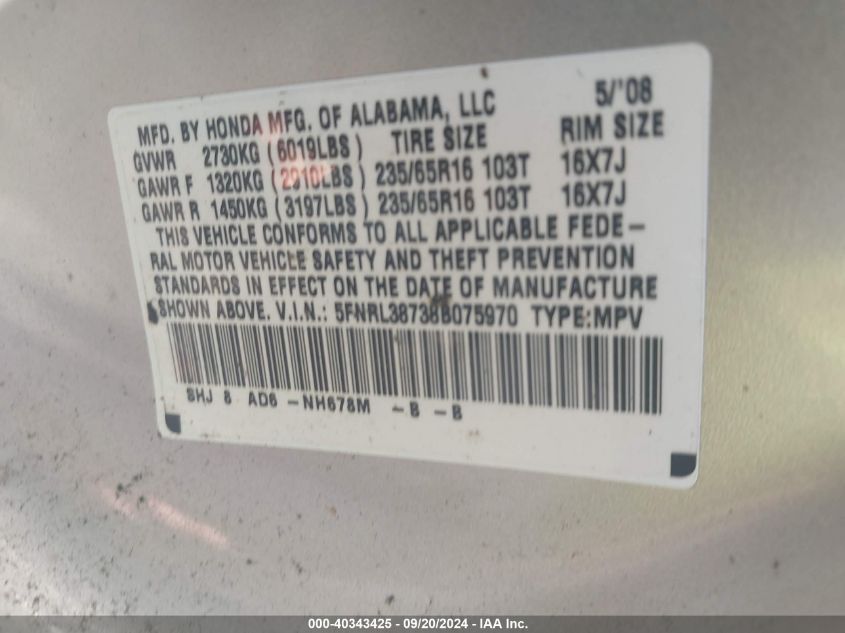 MFD. BY HONDA MFG. OF ALABAMA, LLC 5/'08
GVWR 2730KG (6019LBS) TIRE SIZE RIM SIZE
GAWR F 1320KG (2910LBS) 235/65R16 103T 16X7J
GAWR R 1450KG (3197LBS) 235/65R16 103T 16X7J
THIS VEHICLE CONFORMS TO ALL APPLICABLE FEDE–
RAL MOTOR VEHICLE SAFETY AND THEFT PREVENTION
STANDARDS IN EFFECT ON THE DATE OF MANUFACTURE
SHOWN ABOVE. V.I.N.: 5FNRL38738B075970 TYPE:MPV
SHJ 8 AD6 –NH678M –B –B
000-40343425 - 09/20/2024 - IAA Inc.